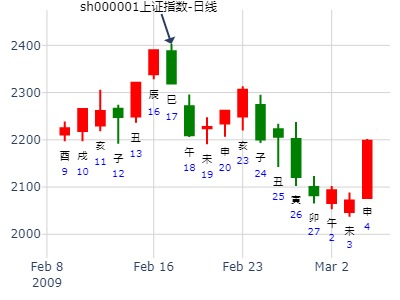 sh000001上证指数-日线
2400
2300
2200
2100
2000
酉
9
戌
10
亥
11
子
12
丑
13
辰
16
巳
17
午
18
未
19
申
20
亥
23
子
24
丑
25
寅
26
卯
27
午
2
未
3
申
4
Feb 8
2009
Feb 16
Feb 23
Mar 2